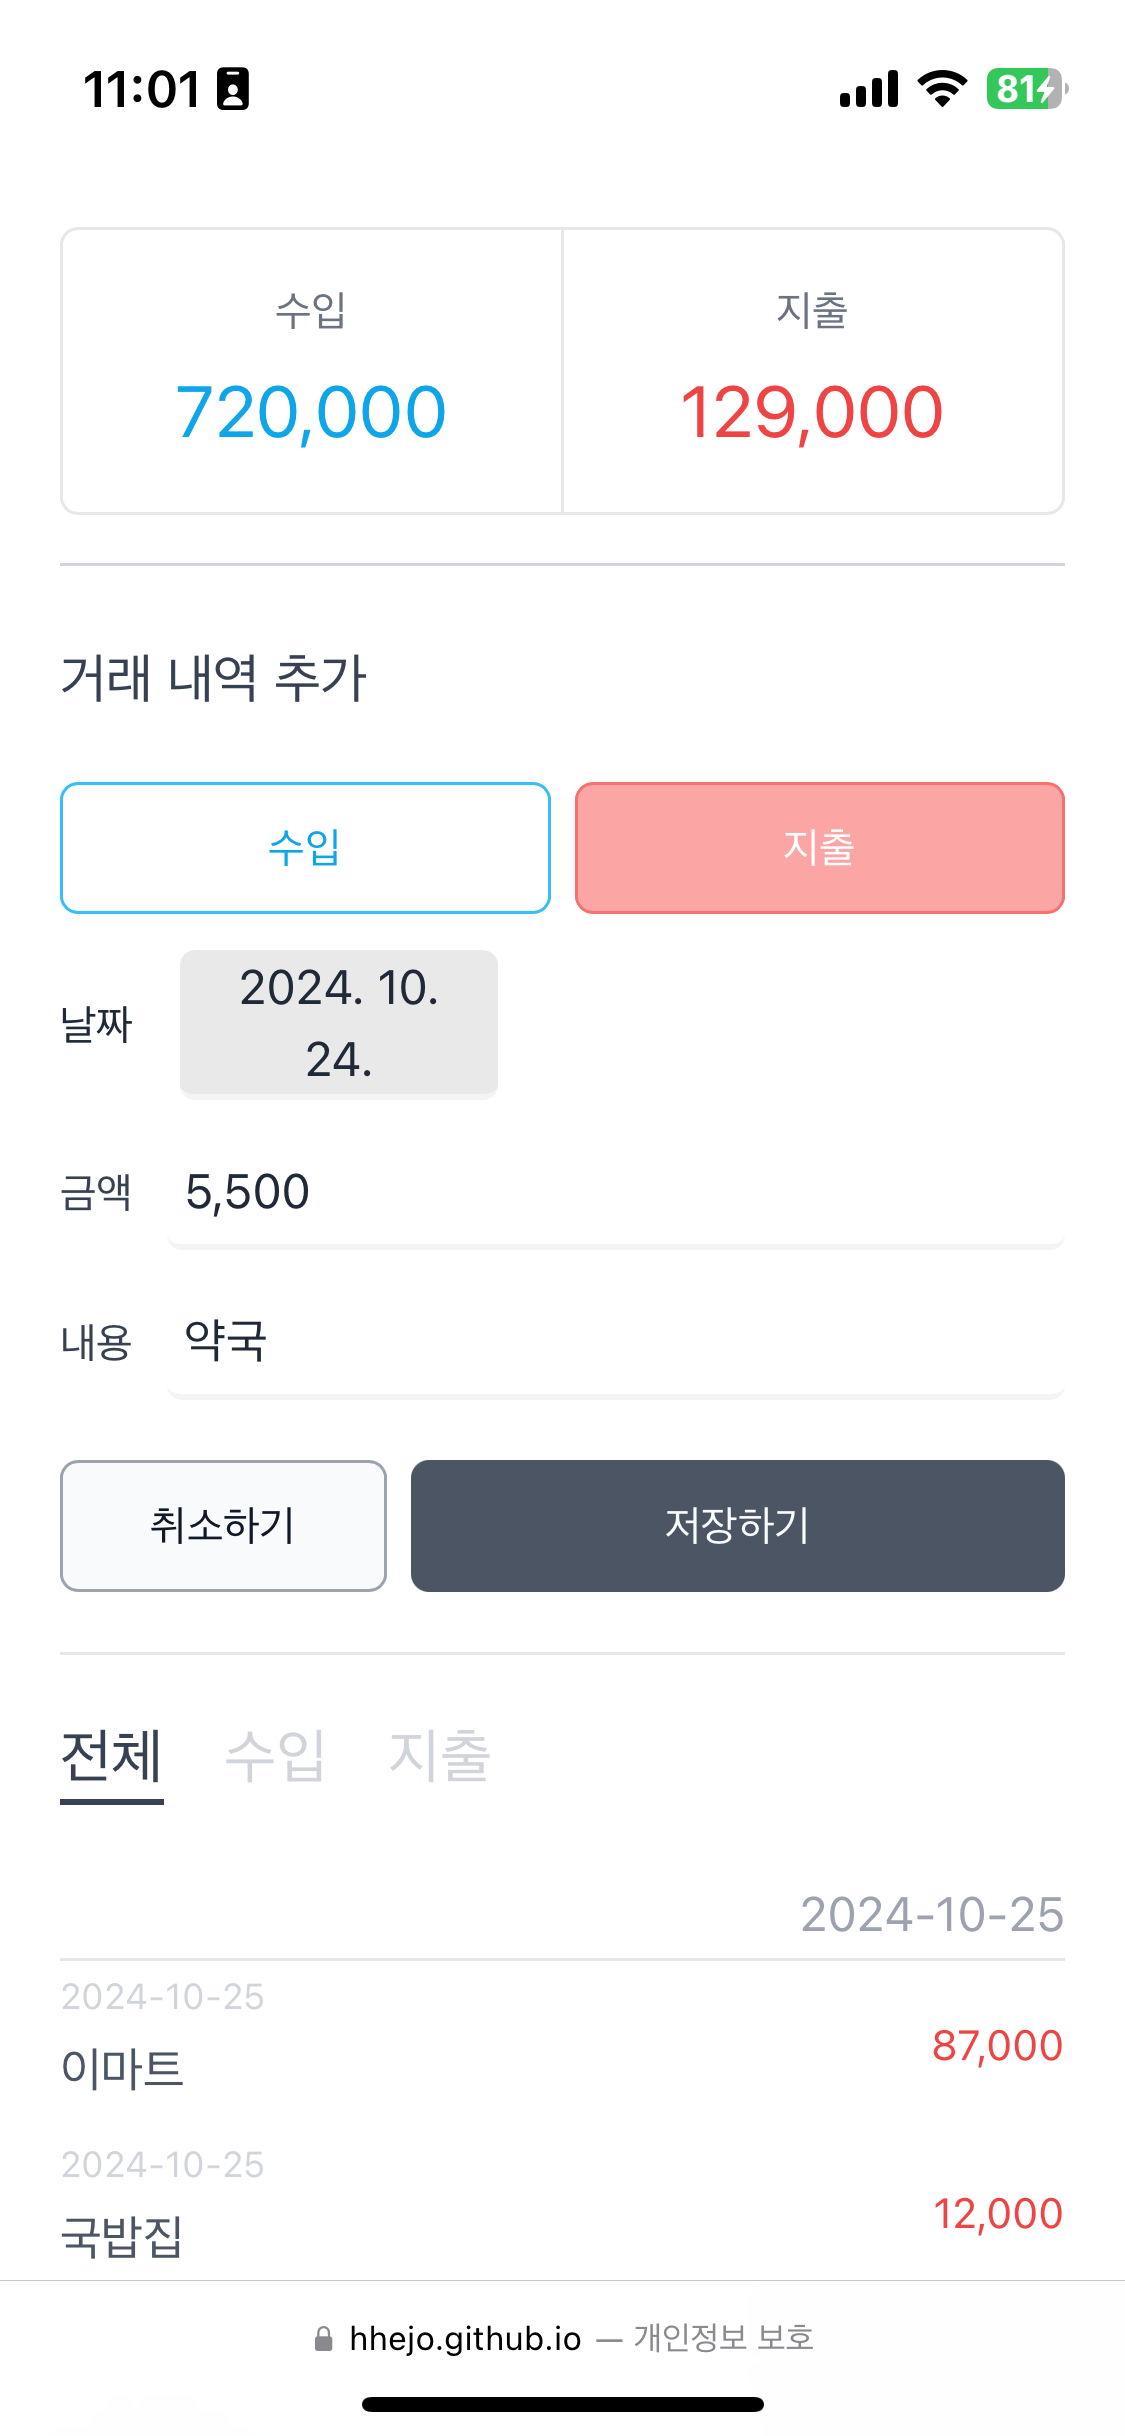 11:01
81
수입
지출
720,000
129,000
거래 내역 추가
수입
지출
날짜
2024. 10.
24.
금액
5,500
내용
약국
취소하기
저장하기
전체
수입
지출
2024-10-25
2024-10-25
이마트
87,000
2024-10-25
국밥집
12,000
hhejo.github.io — 개인정보 보호